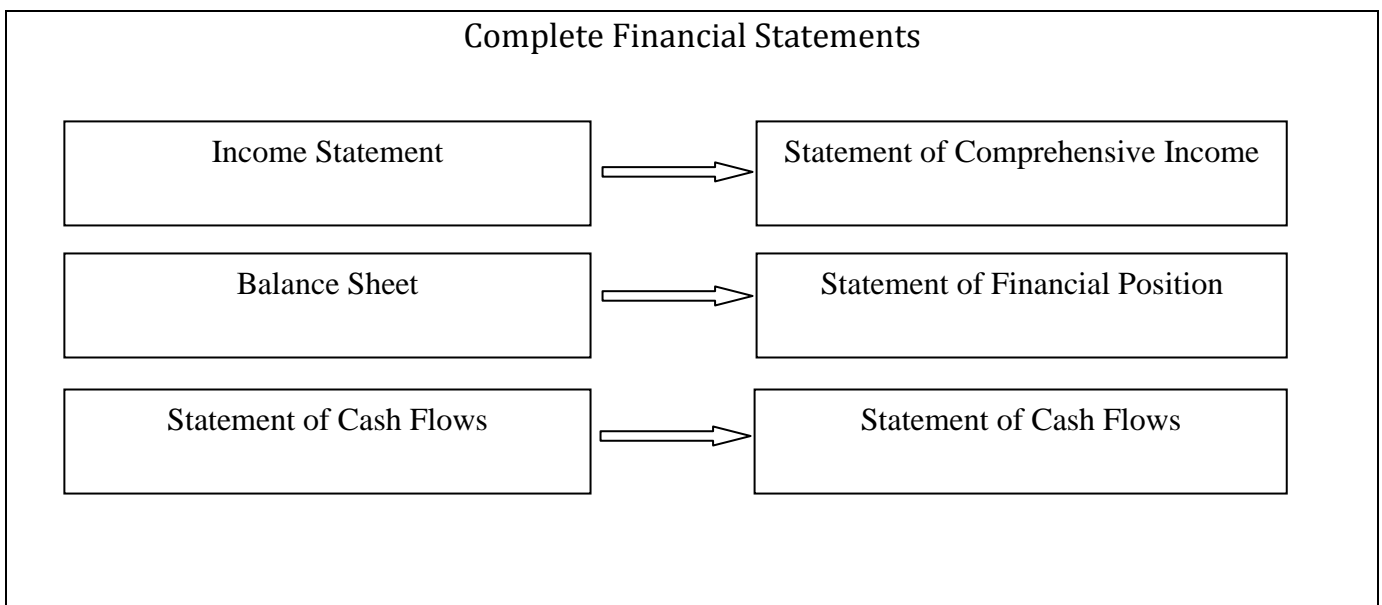 Complete Financial Statements
Income Statement
Statement of Comprehensive Income
Balance Sheet
Statement of Financial Position
Statement of Cash Flows
Statement of Cash Flows